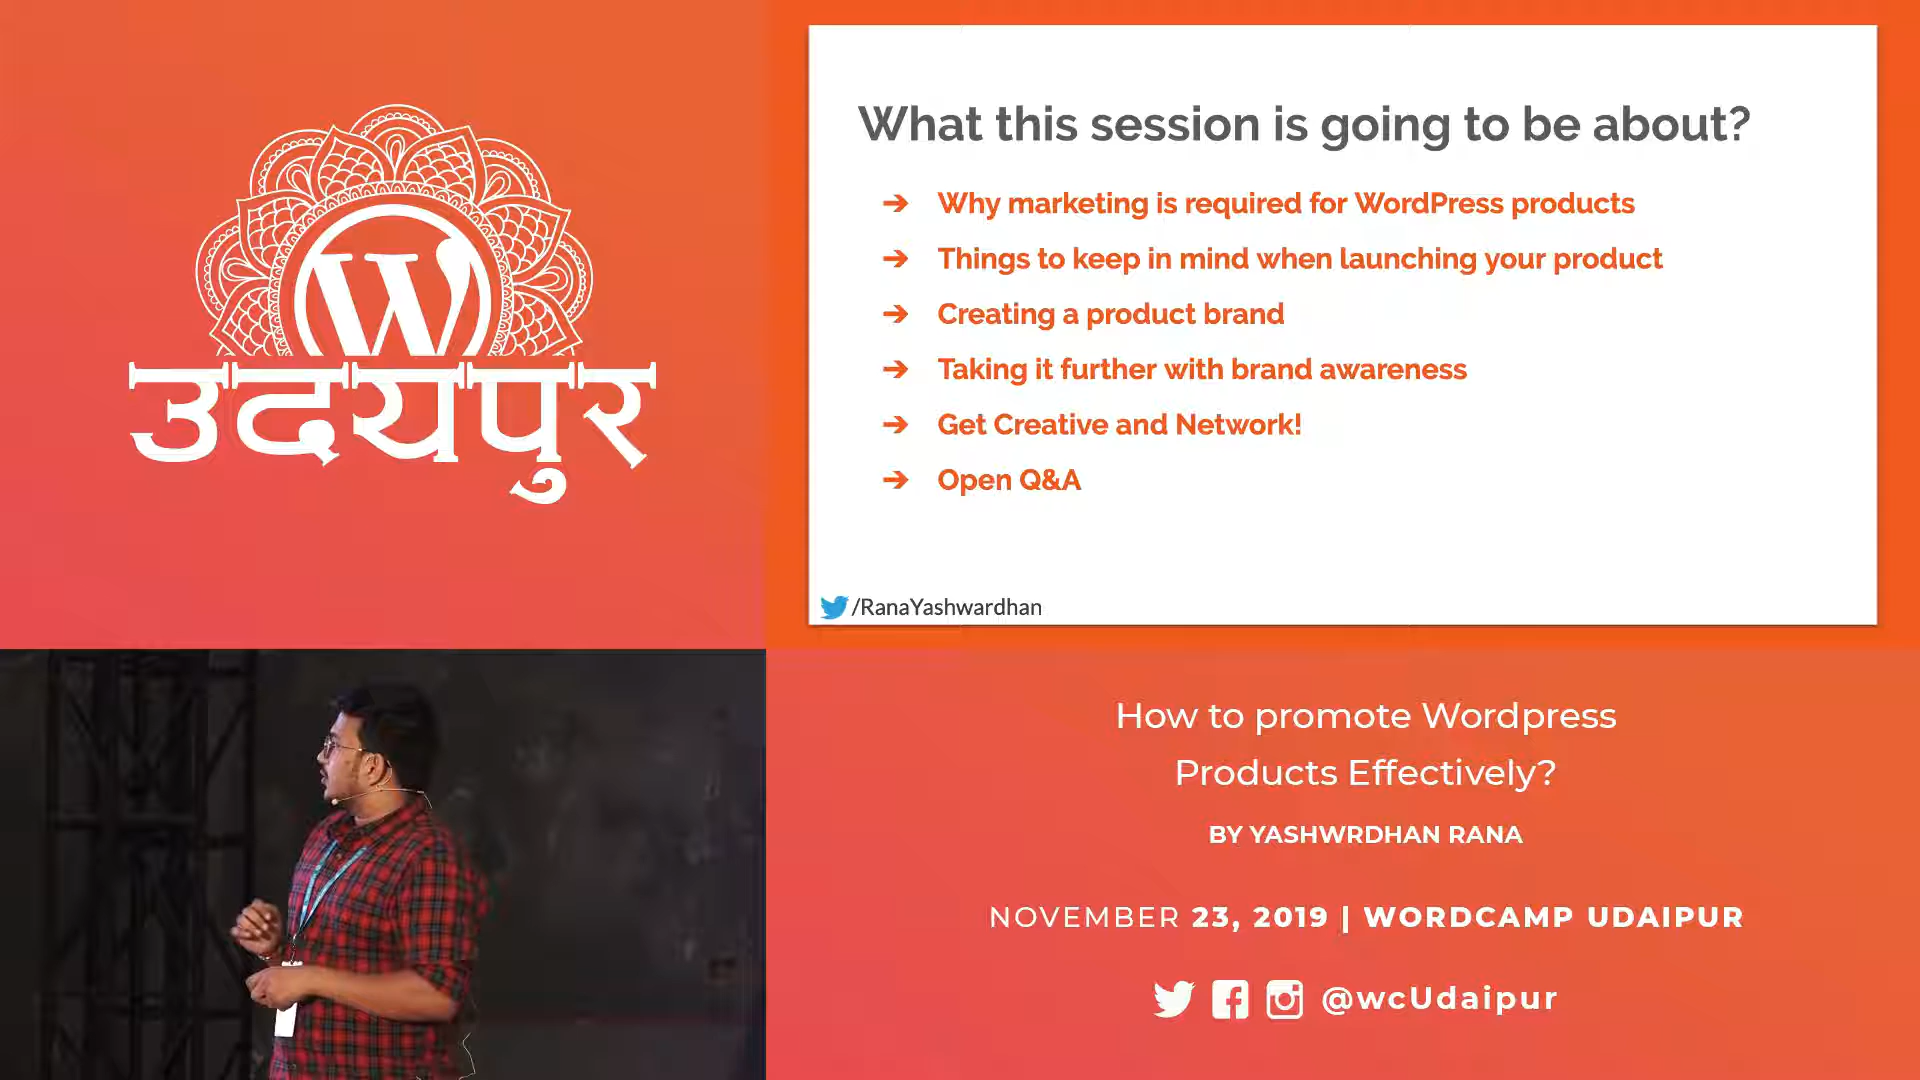 W
उदयपुर
What this session is going to be about?
➔ Why marketing is required for WordPress products
➔ Things to keep in mind when launching your product
➔ Creating a product brand
➔ Taking it further with brand awareness
➔ Get Creative and Network!
➔ Open Q&A
/RanaYashwardhan
How to promote Wordpress
Products Effectively?
BY YASHWRDHAN RANA
NOVEMBER 23, 2019 | WORDCAMP UDAIPUR
@wcUdaipur